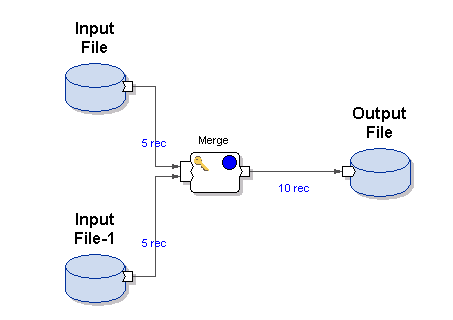 Input
File
5 rec
Merge
Output
File
10 rec
Input
File-1
5 rec